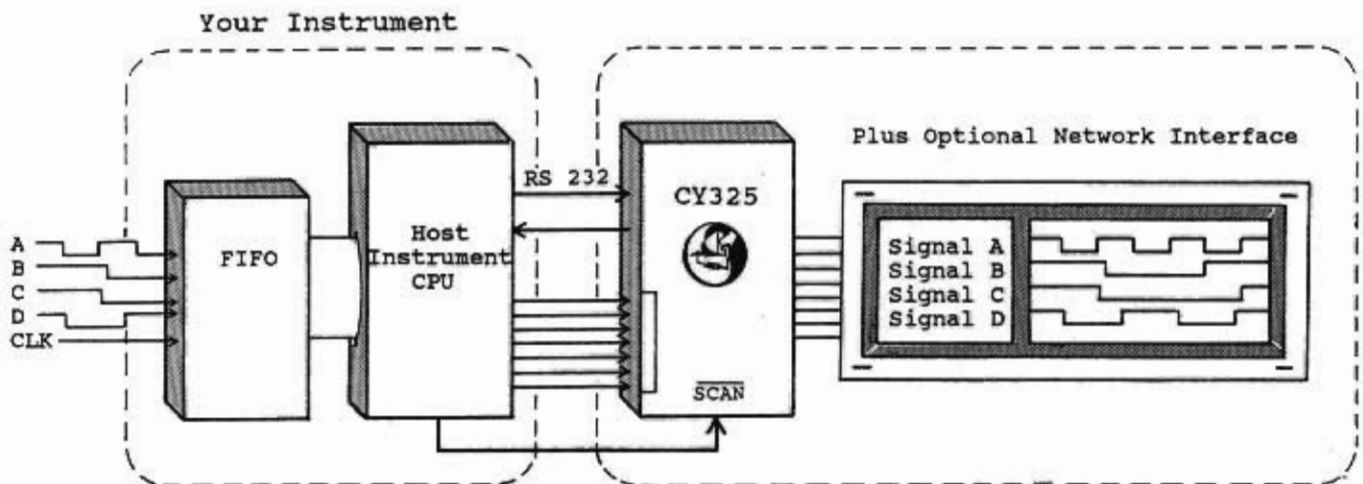 Your Instrument
Plus Optional Network Interface
RS 232
CY325
A
B
C
D
CLK
FIFO
Host
Instrument
CPU
SCAN
Signal A
Signal B
Signal C
Signal D